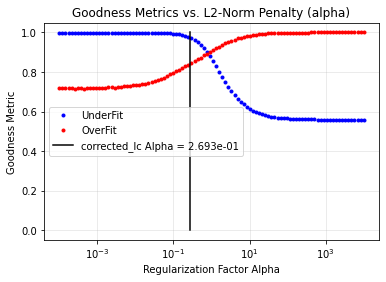 Goodness Metrics vs. L2-Norm Penalty (alpha)
Goodness Metric
1.0
0.8
0.6
0.4
0.2
0.0
UnderFit
OverFit
corrected_lc Alpha = 2.693e-01
10⁻³
10⁻¹
10¹
10³
Regularization Factor Alpha